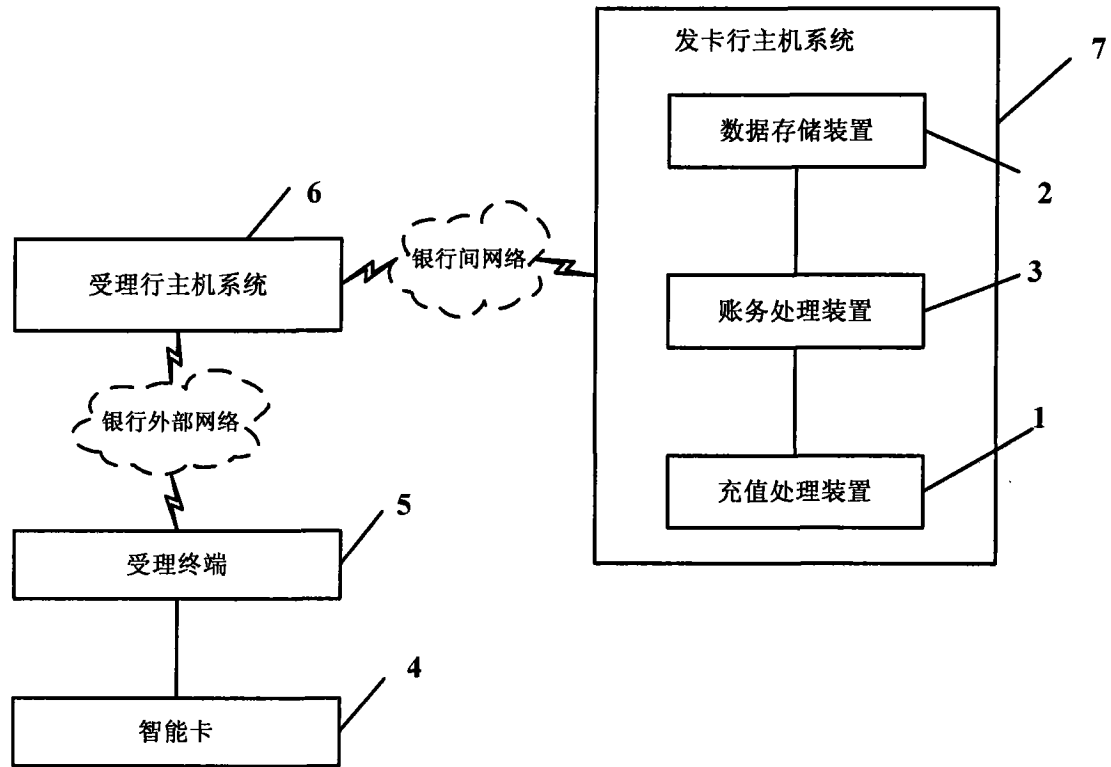 发卡行主机系统
7
数据存储装置
2
6
受理行主机系统
银行间网络
3
账务处理装置
银行外部网络
1
充值处理装置
5
受理终端
4
智能卡